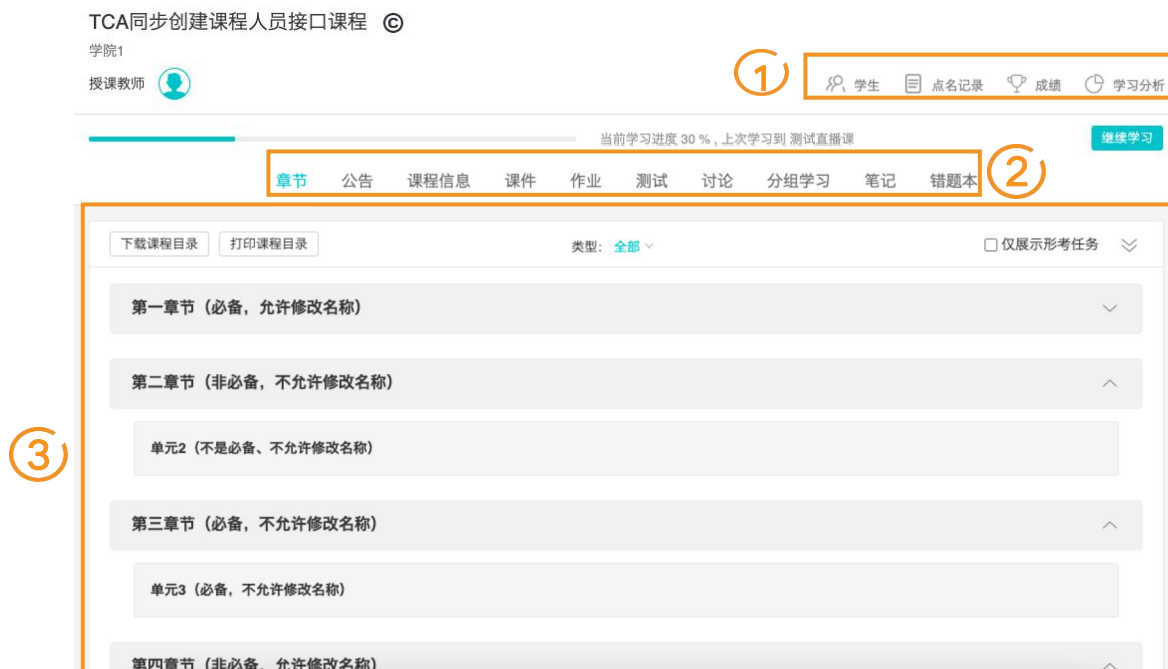 TCA同步创建课程人员接口课程 ©
学院1
授课教师
① 学生 点名记录 成绩 学习分析
当前学习进度 30 % , 上次学习到 测试直播课 继续学习
章节 公告 课程信息 课件 作业 测试 讨论 分组学习 笔记 错题本 ②
下载课程目录 打印课程目录 类型: 全部 仅展示形考任务
第一章节（必备，允许修改名称）
第二章节（非必备，不允许修改名称）
③
单元2（不是必备、不允许修改名称）
第三章节（必备，不允许修改名称）
单元3（必备，不允许修改名称）
第四章节（非必备，允许修改名称）